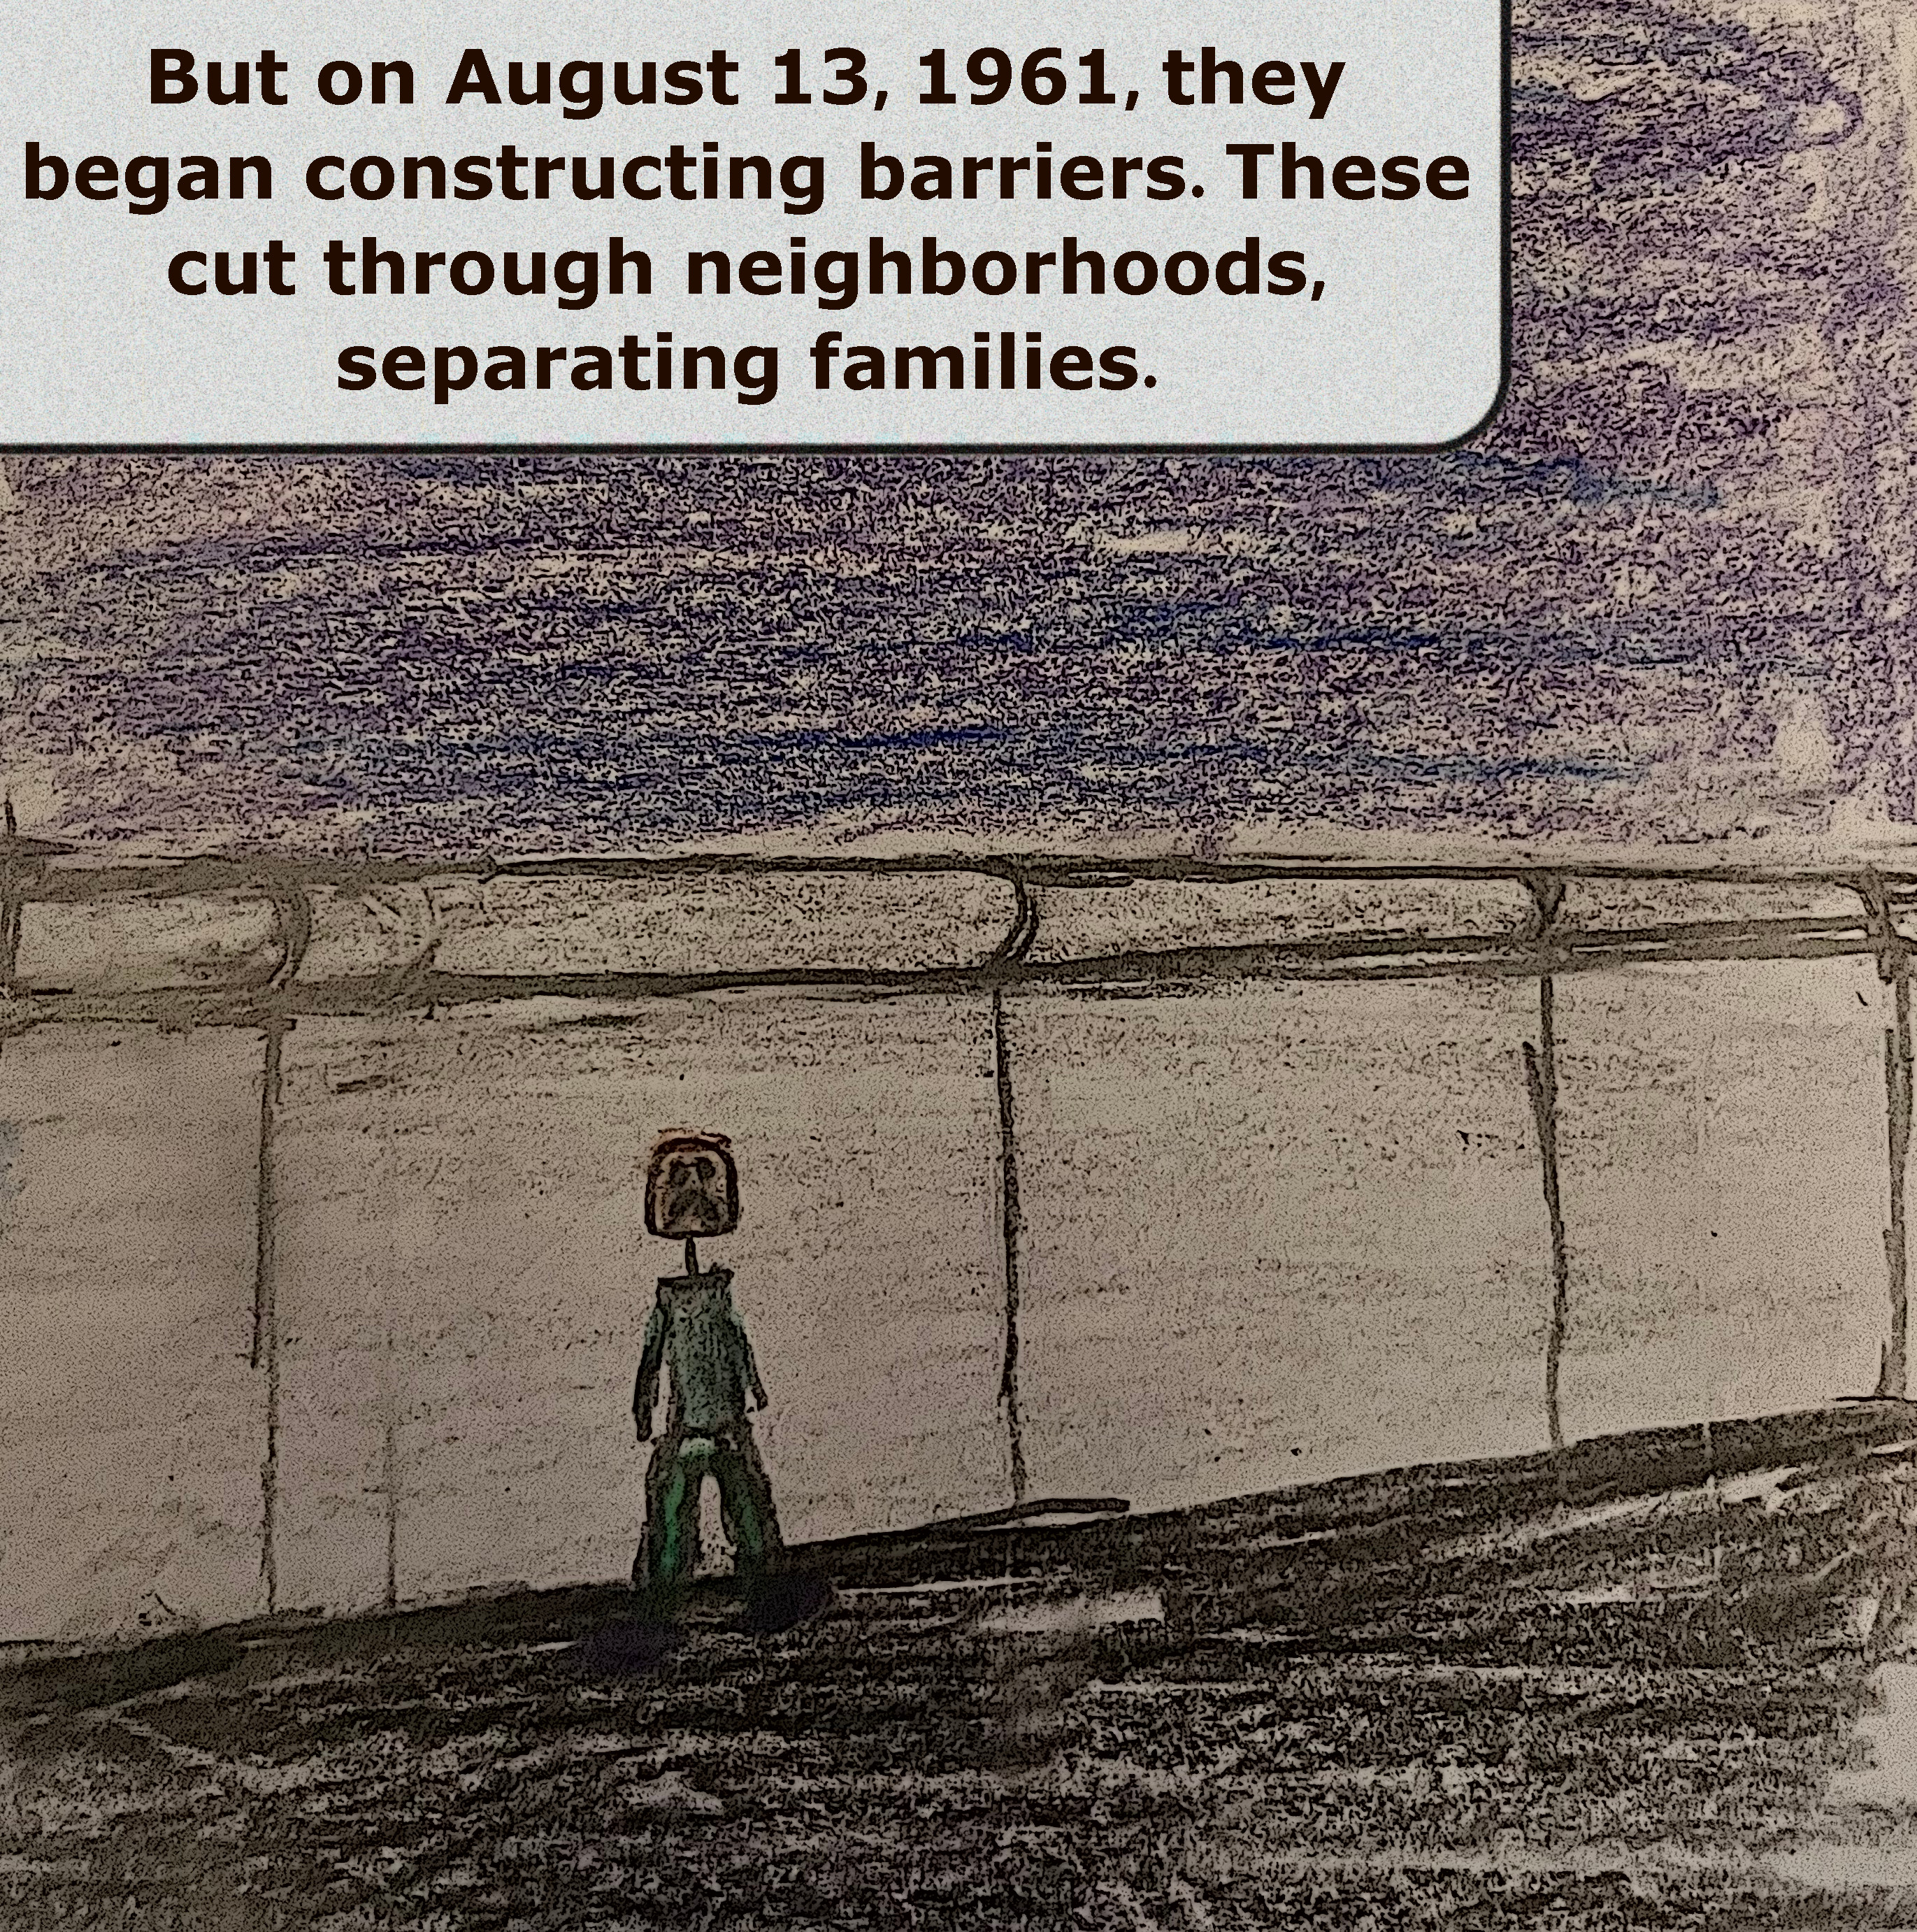 But on August 13, 1961, they
began constructing barriers. These
cut through neighborhoods,
separating families.